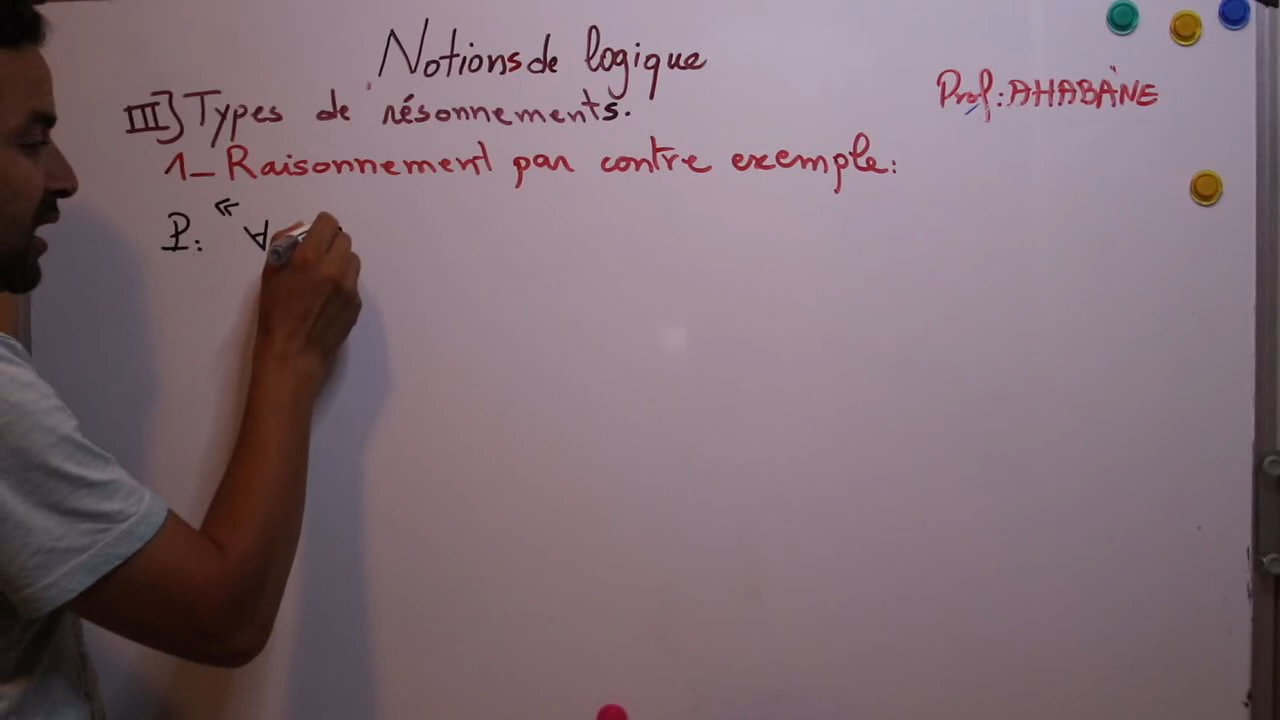 Notions de logique
Prof: AHABANE
III] Types de résonnements.
1_ Raisonnement par contre exemple:
P: « ∀